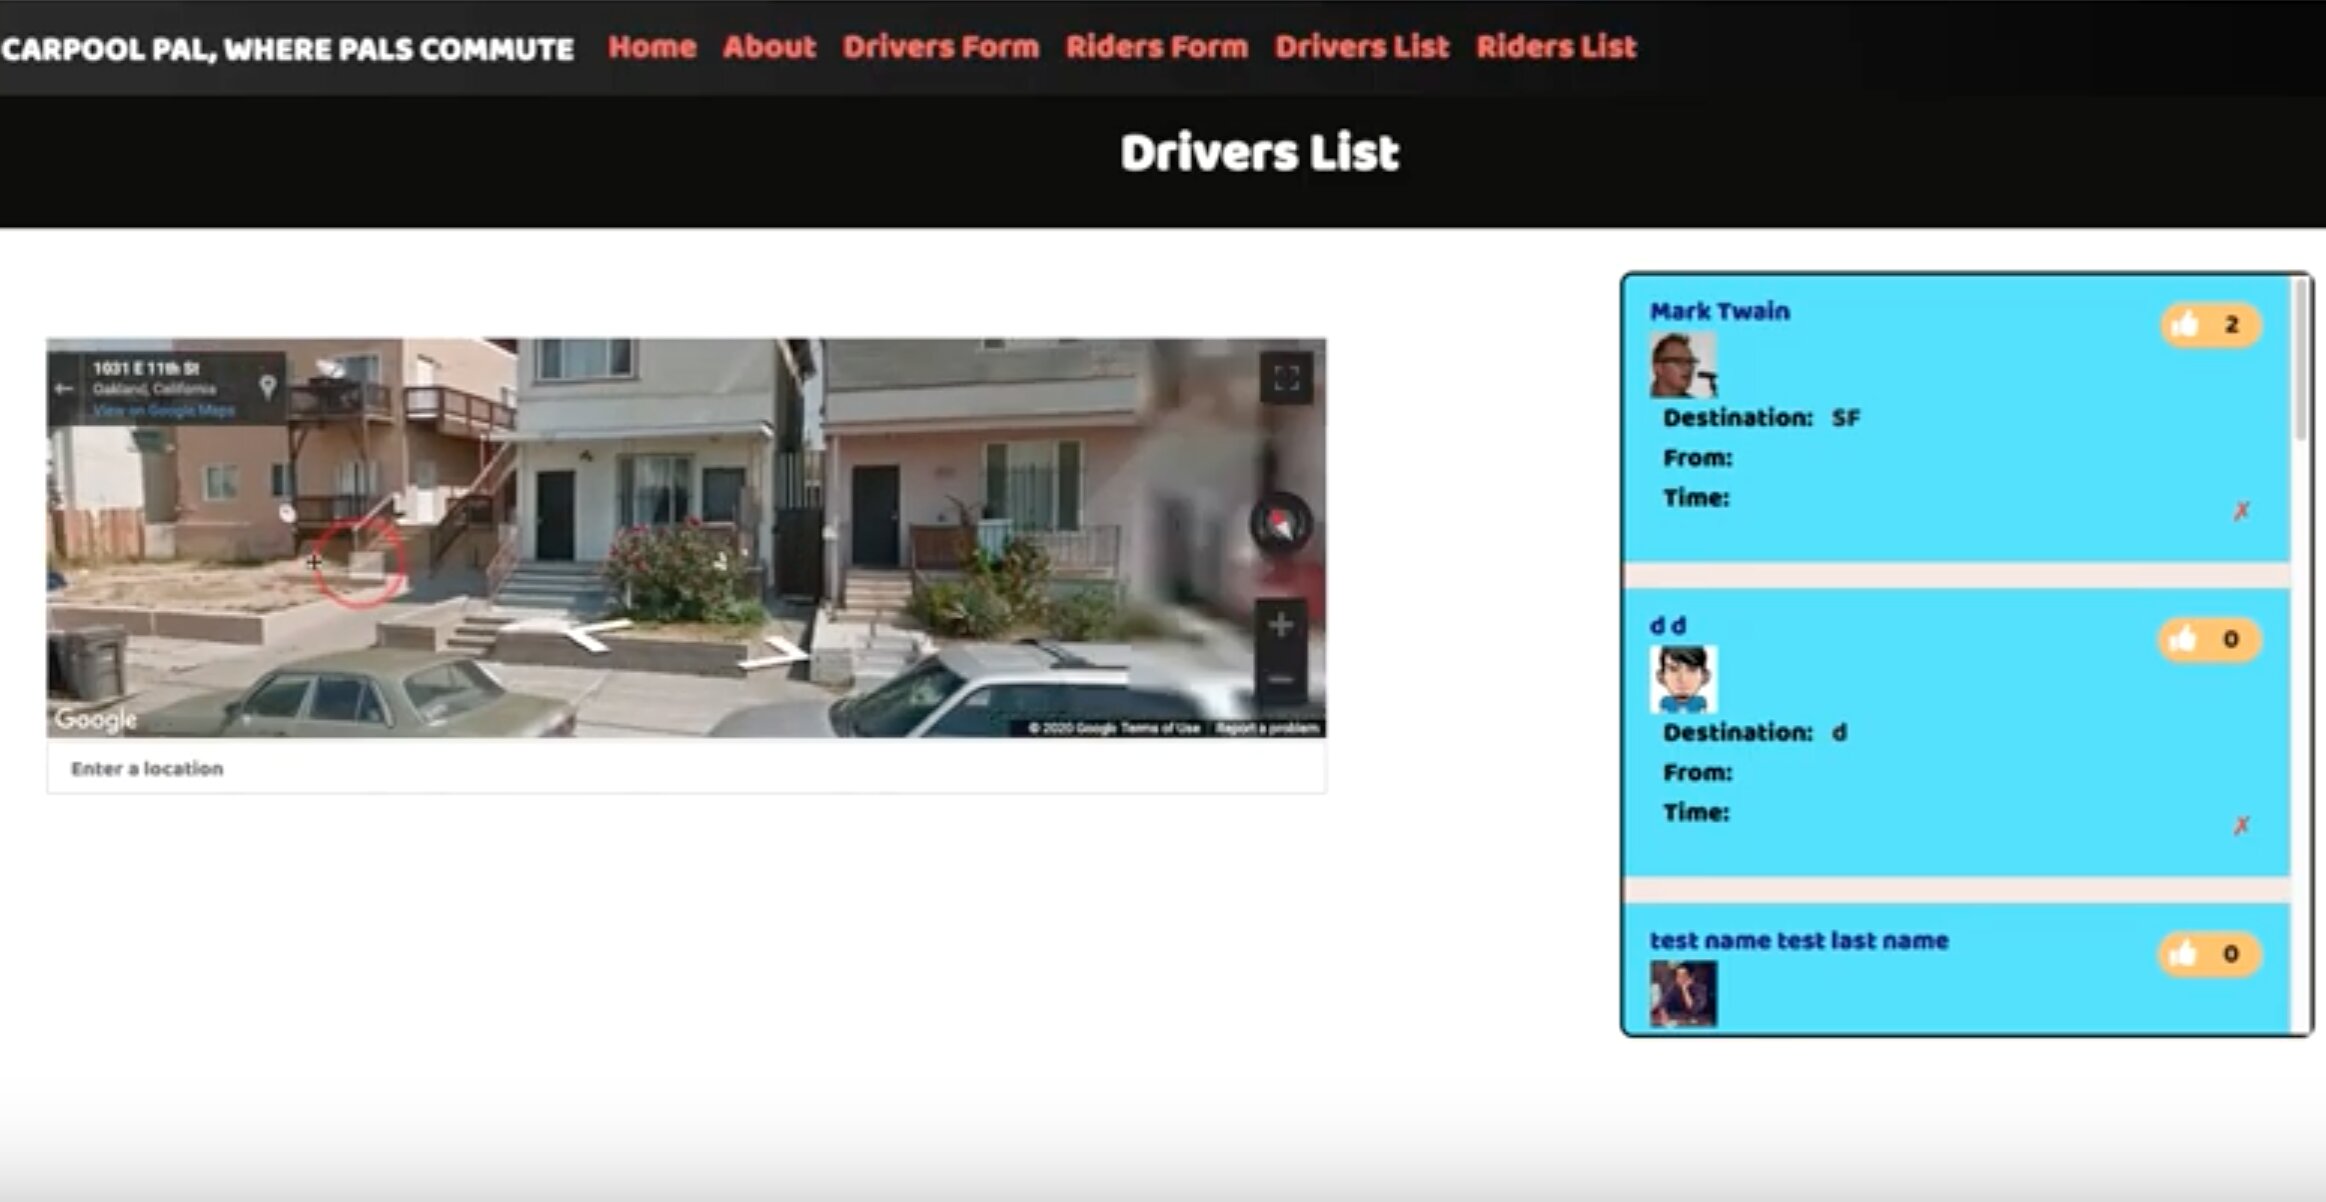 CARPOOL PAL, WHERE PALS COMMUTE Home About Drivers Form Riders Form Drivers List Riders List
Drivers List
1031 E 11th St
Oakland, California
View on Google Maps
Google
© 2020 Google Terms of Use Report a problem
Enter a location
Mark Twain
2
Destination: SF
From:
Time:
✗
d d
0
Destination: d
From:
Time:
✗
test name test last name
0